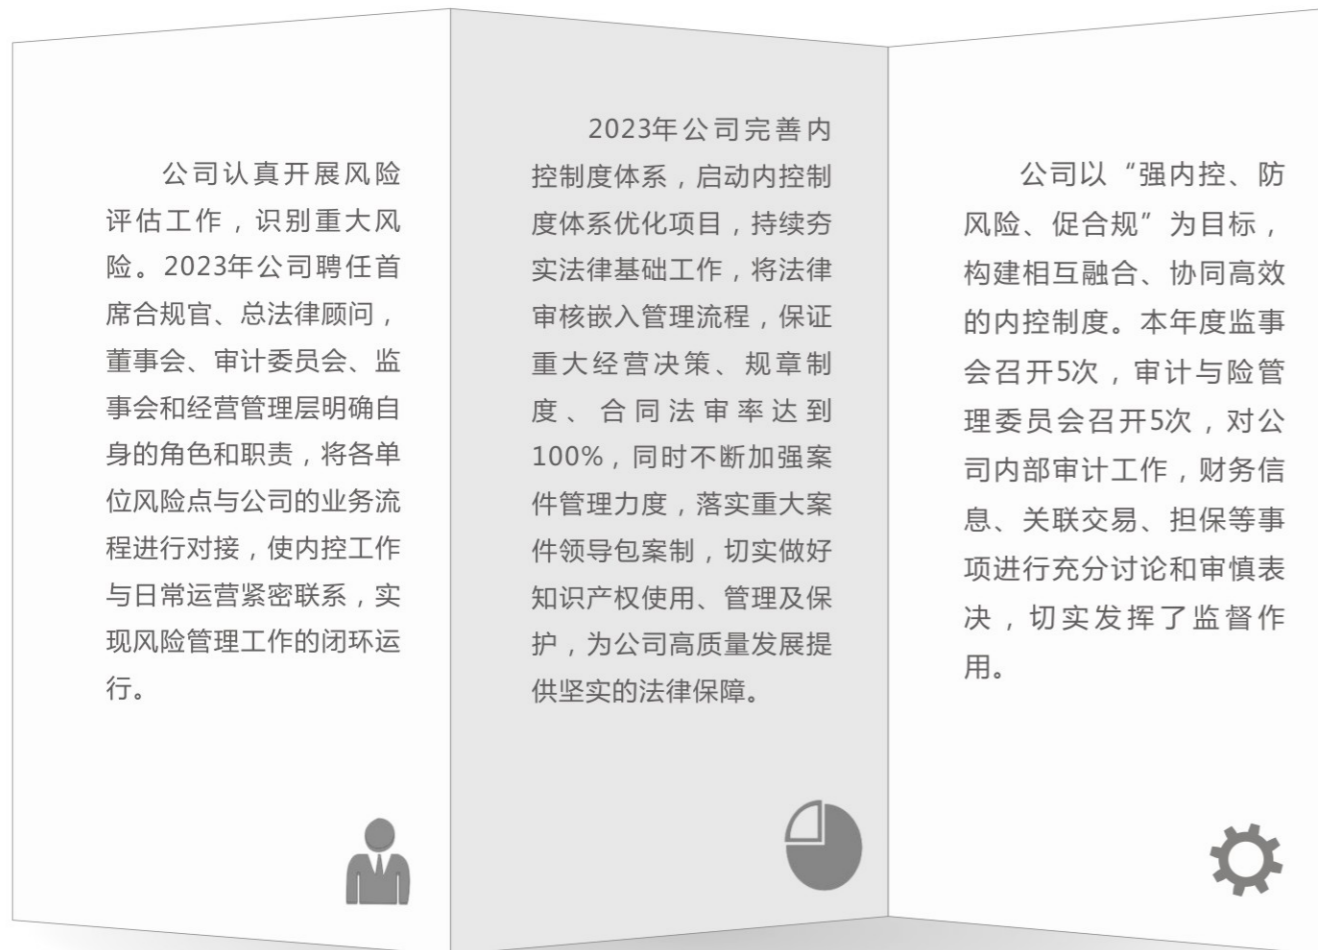 公司认真开展风险
评估工作，识别重大风
险。2023年公司聘任首
席合规官、总法律顾问，
董事会、审计委员会、监
事会和经营管理层明确自
身的角色和职责，将各单
位风险点与公司的业务流
程进行对接，使内控工作
与日常运营紧密联系，实
现风险管理工作的闭环运
行。
2023年公司完善内
控制度体系，启动内控制
度体系优化项目，持续夯
实法律基础工作，将法律
审核嵌入管理流程，保证
重大经营决策、规章制
度、合同法审率达到
100%，同时不断加强案
件管理力度，落实重大案
件领导包案制，切实做好
知识产权使用、管理及保
护，为公司高质量发展提
供坚实的法律保障。
公司以“强内控、防
风险、促合规”为目标，
构建相互融合、协同高效
的内控制度。本年度监事
会召开5次，审计与险管
理委员会召开5次，对公
司内部审计工作，财务信
息、关联交易、担保等事
项进行充分讨论和审慎表
决，切实发挥了监督作
用。